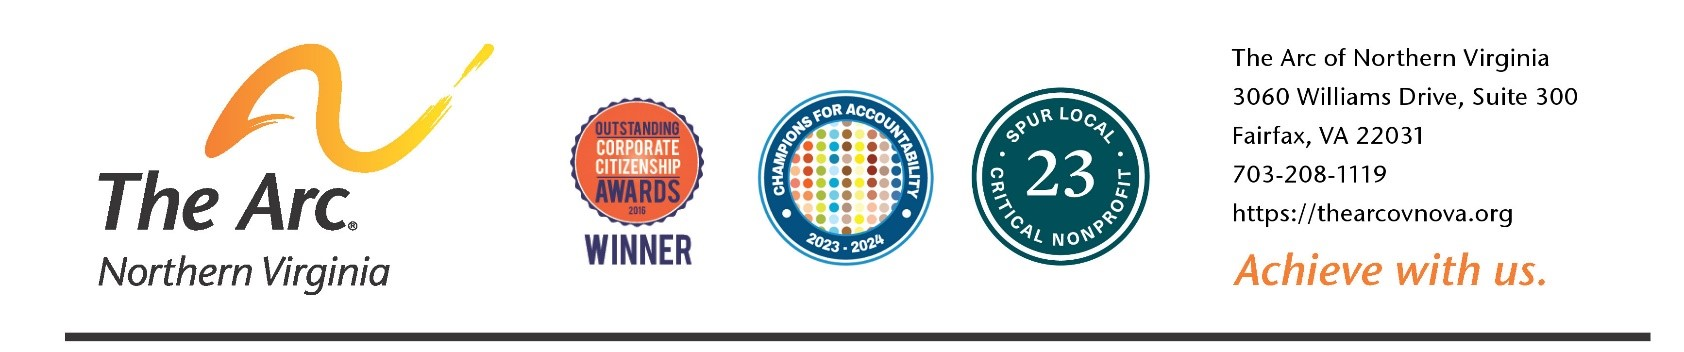 The Arc®
Northern Virginia
OUTSTANDING
CORPORATE
CITIZENSHIP
AWARDS
2016
WINNER
CHAMPIONS FOR ACCOUNTABILITY
2023 - 2024
SPUR LOCAL
23
CRITICAL NONPROFIT
The Arc of Northern Virginia
3060 Williams Drive, Suite 300
Fairfax, VA 22031
703-208-1119
https://thearcovnova.org
Achieve with us.